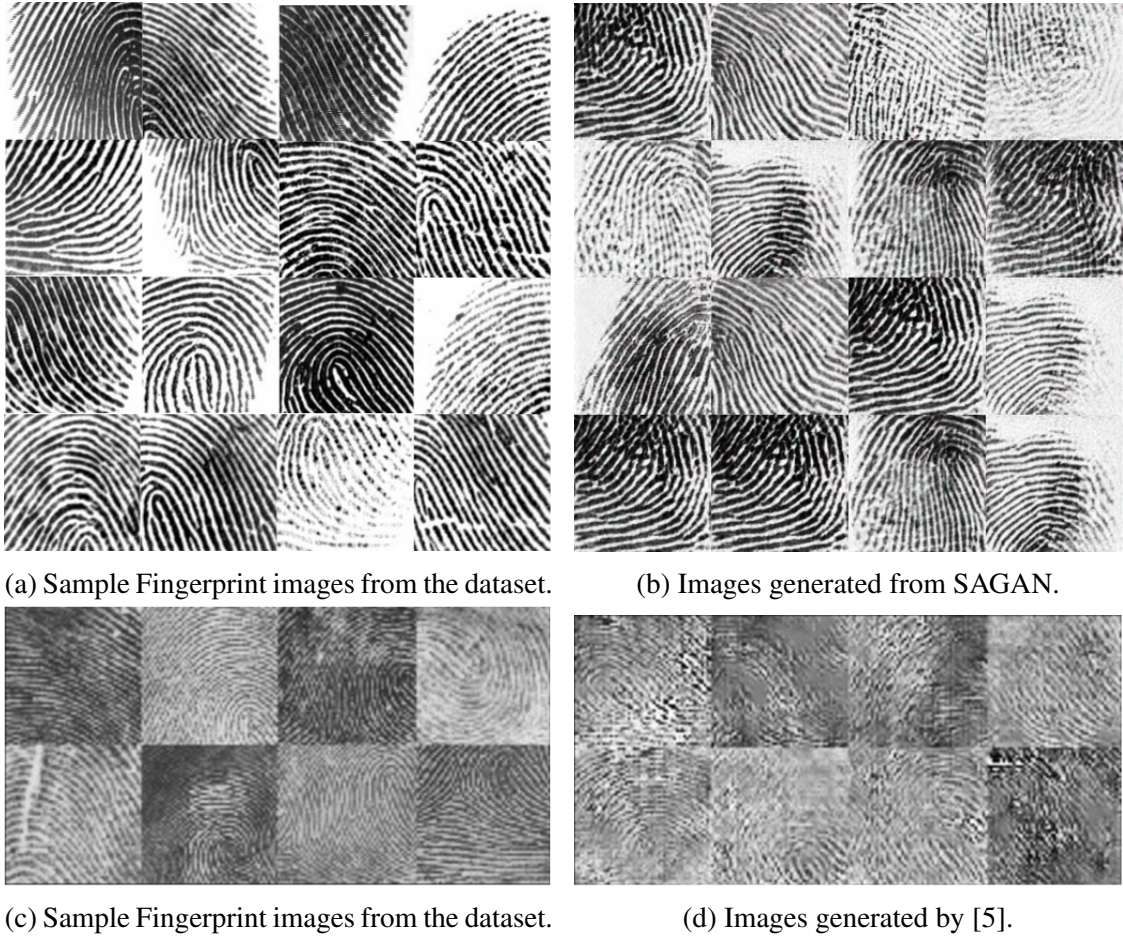 (a) Sample Fingerprint images from the dataset.
(b) Images generated from SAGAN.
(c) Sample Fingerprint images from the dataset.
(d) Images generated by [5].